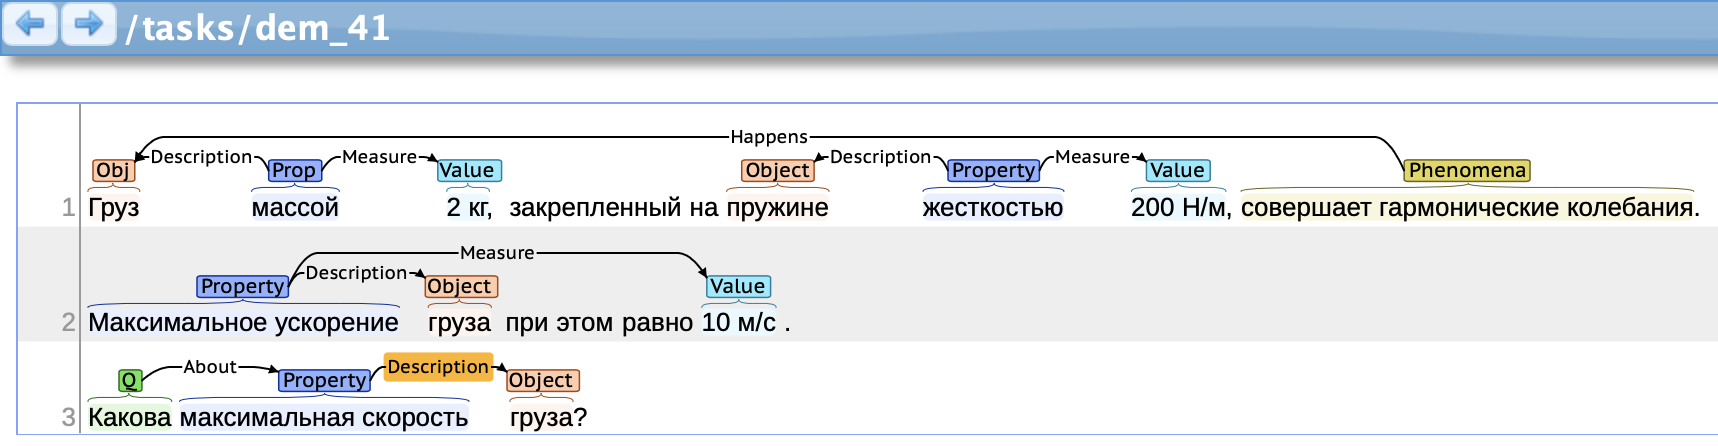 /tasks/dem_41
Happens
Description Measure Description Measure
Obj Prop Value Object Property Value Phenomena
1 Груз массой 2 кг, закрепленный на пружине жесткостью 200 Н/м, совершает гармонические колебания.
Measure
Description
Property Object Value
2 Максимальное ускорение груза при этом равно 10 м/с .
About Description
Q Property Object
3 Какова максимальная скорость груза?